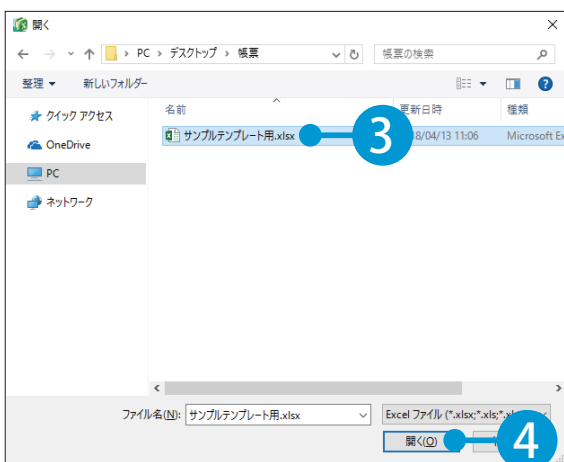 開く
PC › デスクトップ › 帳票
帳票の検索
整理 新しいフォルダー
名前 更新日時 種類
クイック アクセス
サンプルテンプレート用.xlsx 3 8/04/13 11:06 Microsoft Ex
OneDrive
PC
ネットワーク
ファイル名(N): サンプルテンプレート用.xlsx Excel ファイル (*.xlsx;*.xls;
開く(O) 4